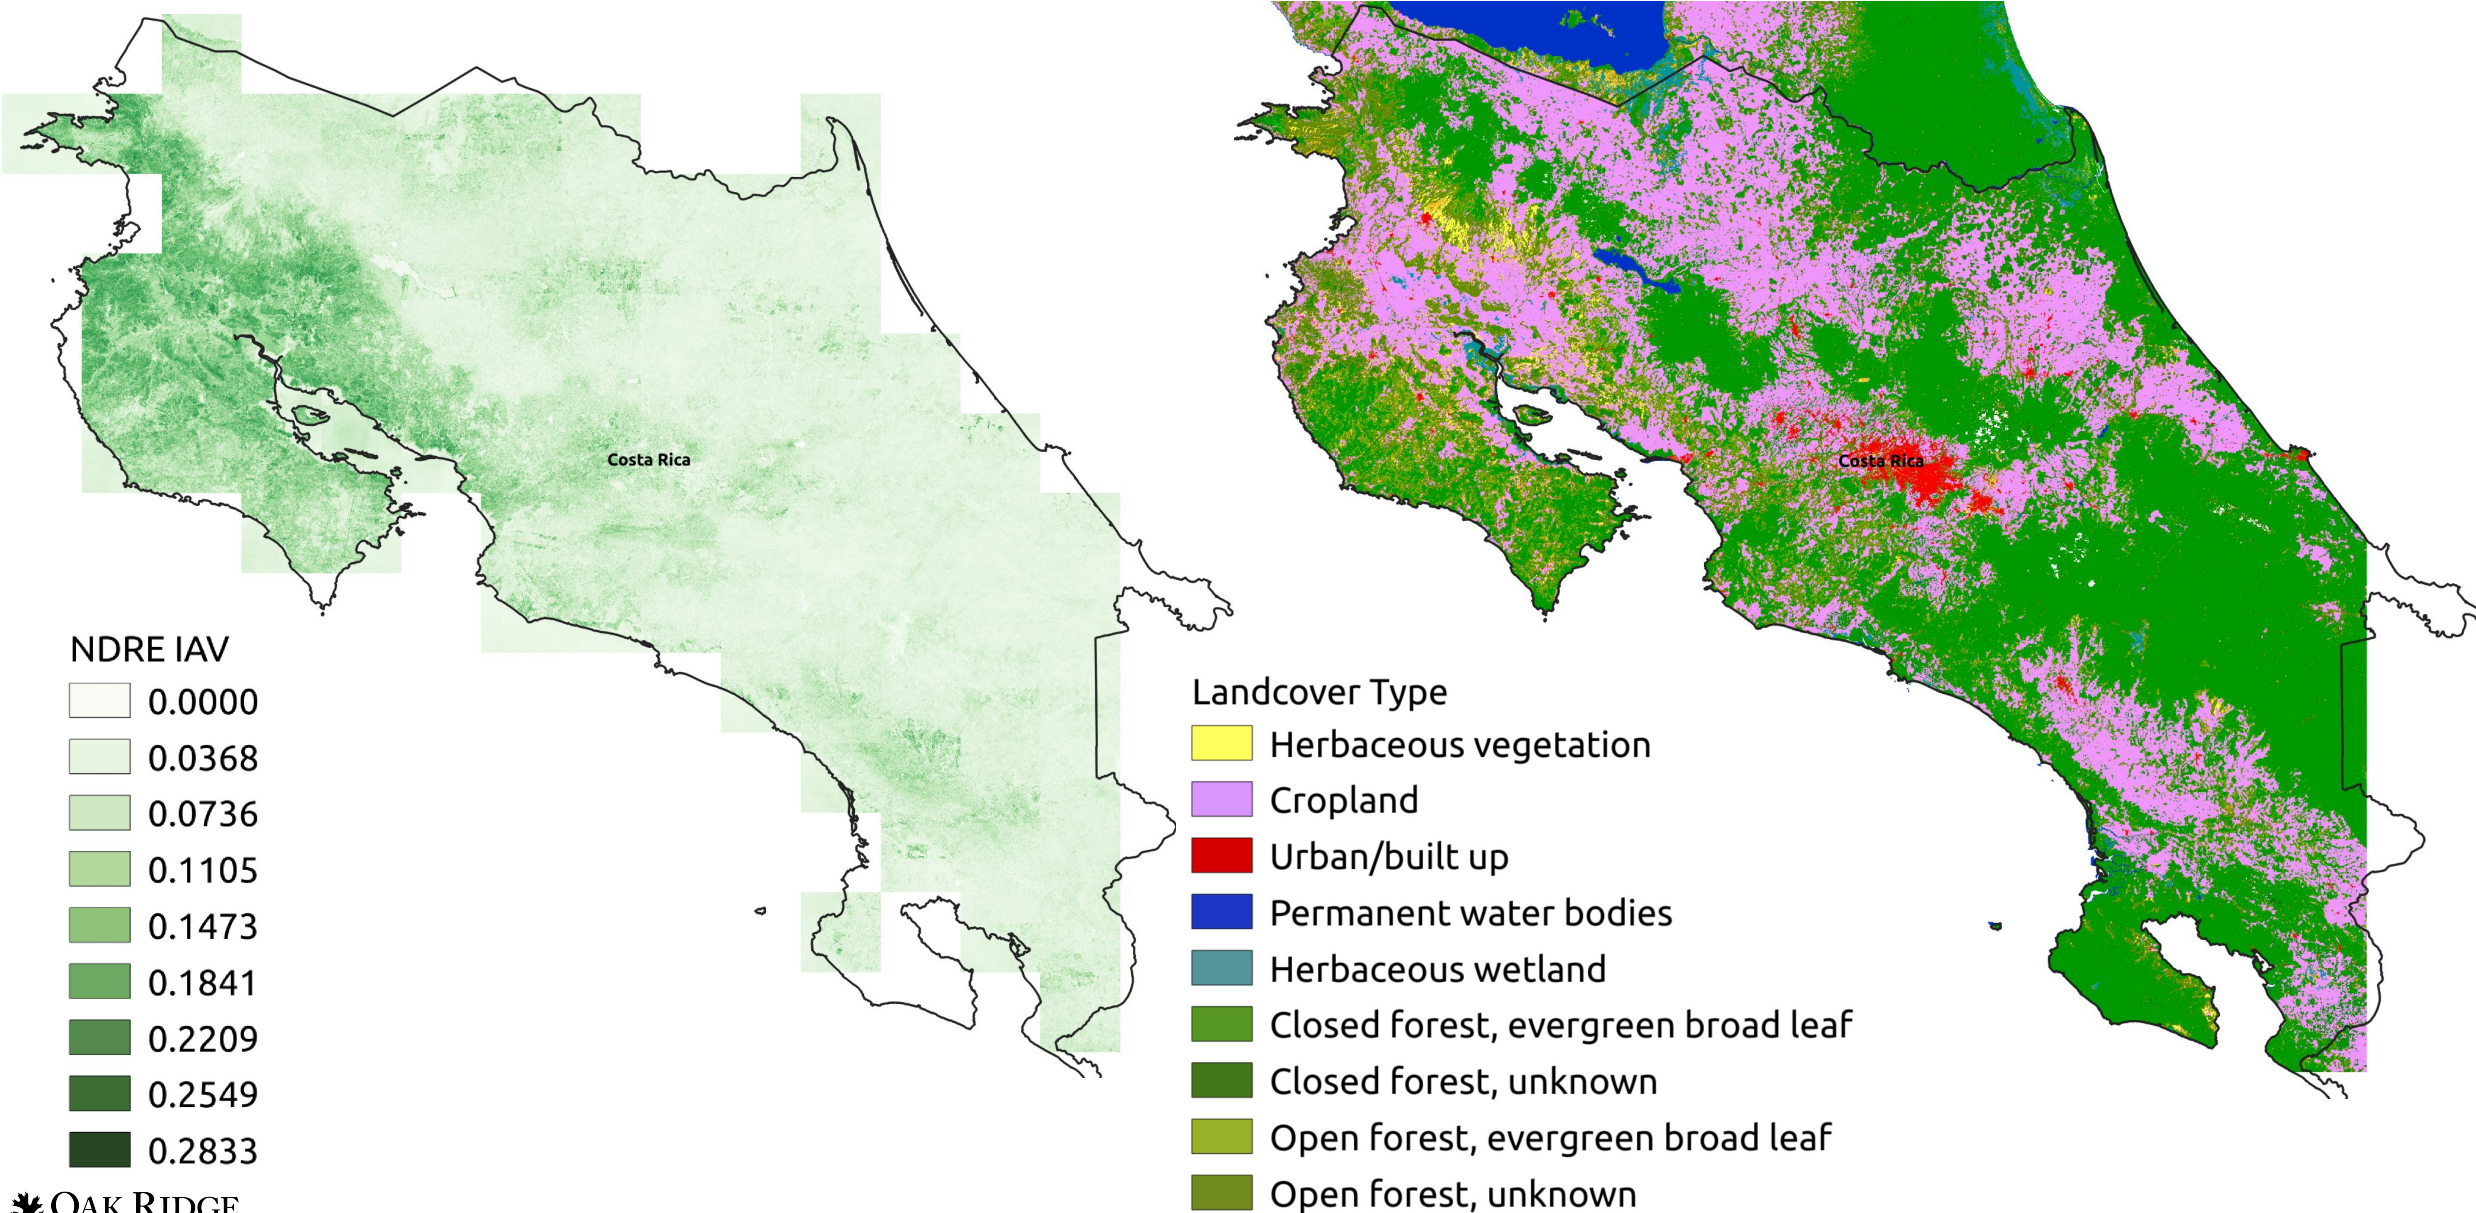 Costa Rica
NDRE IAV
0.0000
0.0368
0.0736
0.1105
0.1473
0.1841
0.2209
0.2549
0.2833
OAK RIDGE
Costa Rica
Landcover Type
Herbaceous vegetation
Cropland
Urban/built up
Permanent water bodies
Herbaceous wetland
Closed forest, evergreen broad leaf
Closed forest, unknown
Open forest, evergreen broad leaf
Open forest, unknown